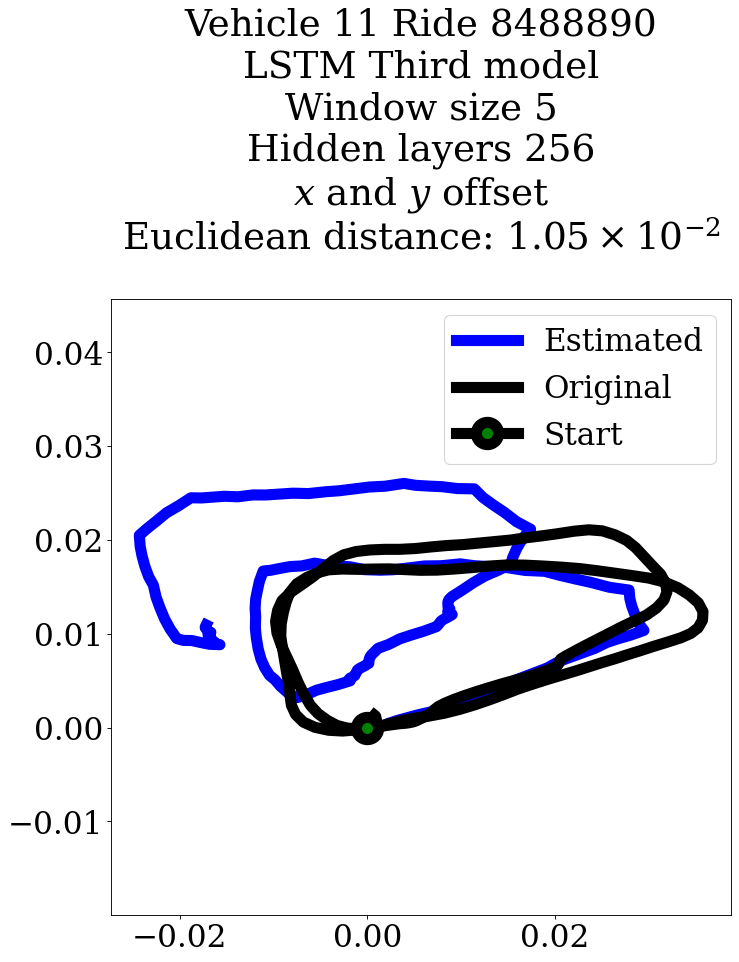 Vehicle 11 Ride 8488890
LSTM Third model
Window size 5
Hidden layers 256
x and y offset
Euclidean distance: 1.05 × 10⁻²
Estimated
Original
Start
0.04
0.03
0.02
0.01
0.00
−0.01
−0.02 0.00 0.02